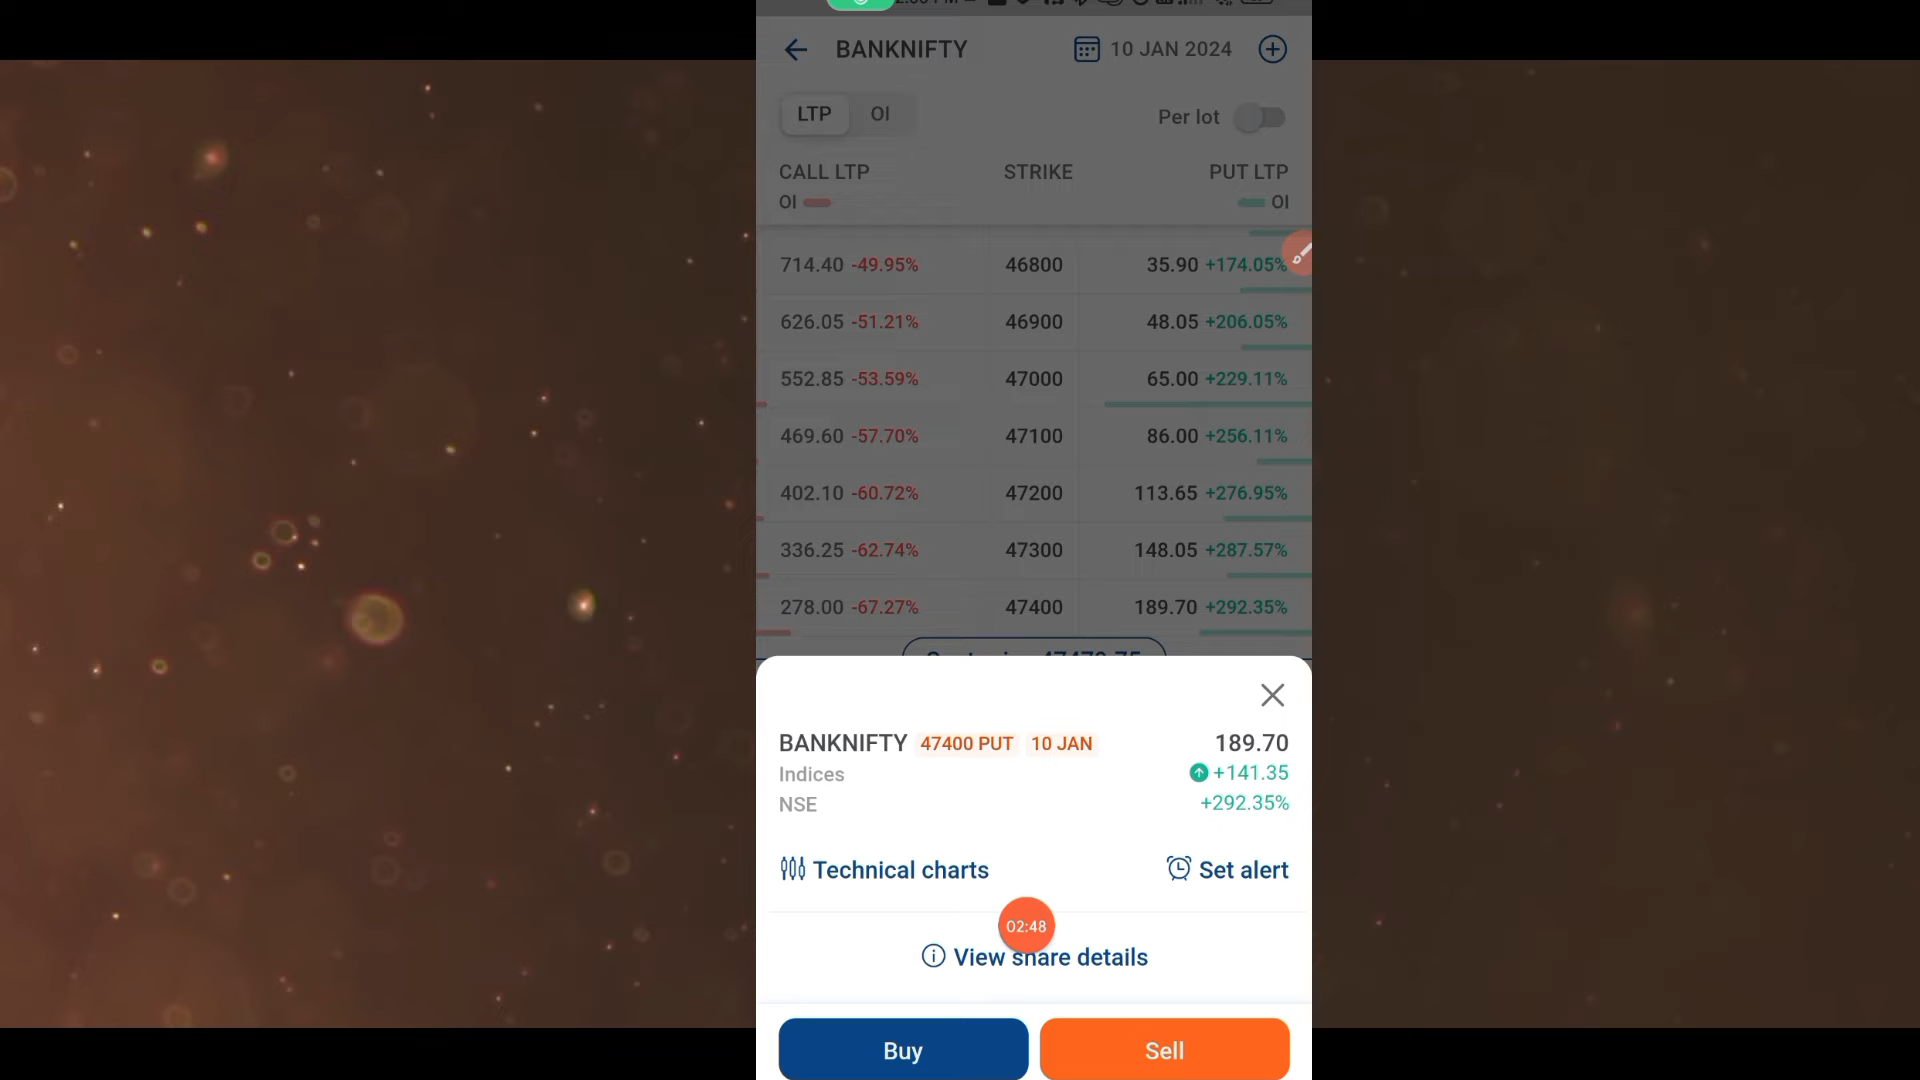 BANKNIFTY 10 JAN 2024
LTP OI Per lot
CALL LTP STRIKE PUT LTP
OI OI
714.40 -49.95% 46800 35.90 +174.05%
626.05 -51.21% 46900 48.05 +206.05%
552.85 -53.59% 47000 65.00 +229.11%
469.60 -57.70% 47100 86.00 +256.11%
402.10 -60.72% 47200 113.65 +276.95%
336.25 -62.74% 47300 148.05 +287.57%
278.00 -67.27% 47400 189.70 +292.35%
BANKNIFTY 47400 PUT 10 JAN 189.70
Indices +141.35
NSE +292.35%
Technical charts Set alert
02:48
View share details
Buy Sell